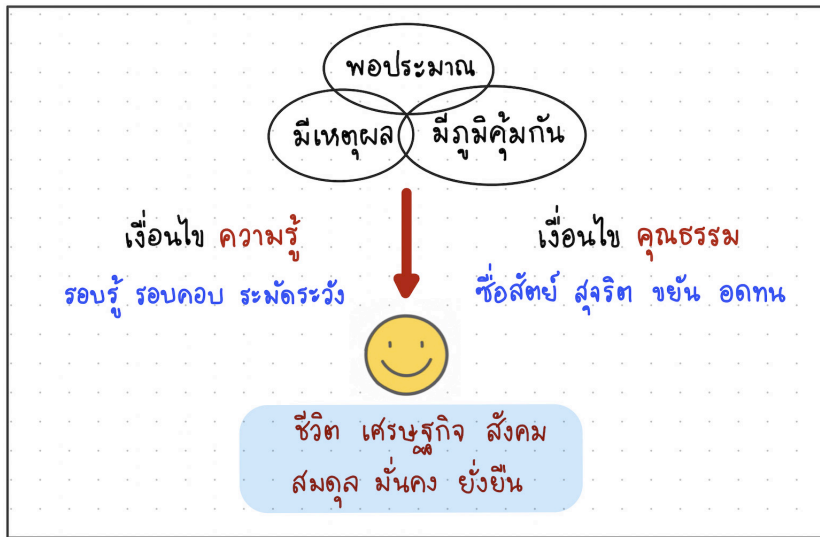 พอประมาณ
มีเหตุผล มีภูมิคุ้มกัน
เงื่อนไข ความรู้
รอบรู้ รอบคอบ ระมัดระวัง
เงื่อนไข คุณธรรม
ซื่อสัตย์ สุจริต ขยัน อดทน
ชีวิต เศรษฐกิจ สังคม
สมดุล มั่นคง ยั่งยืน